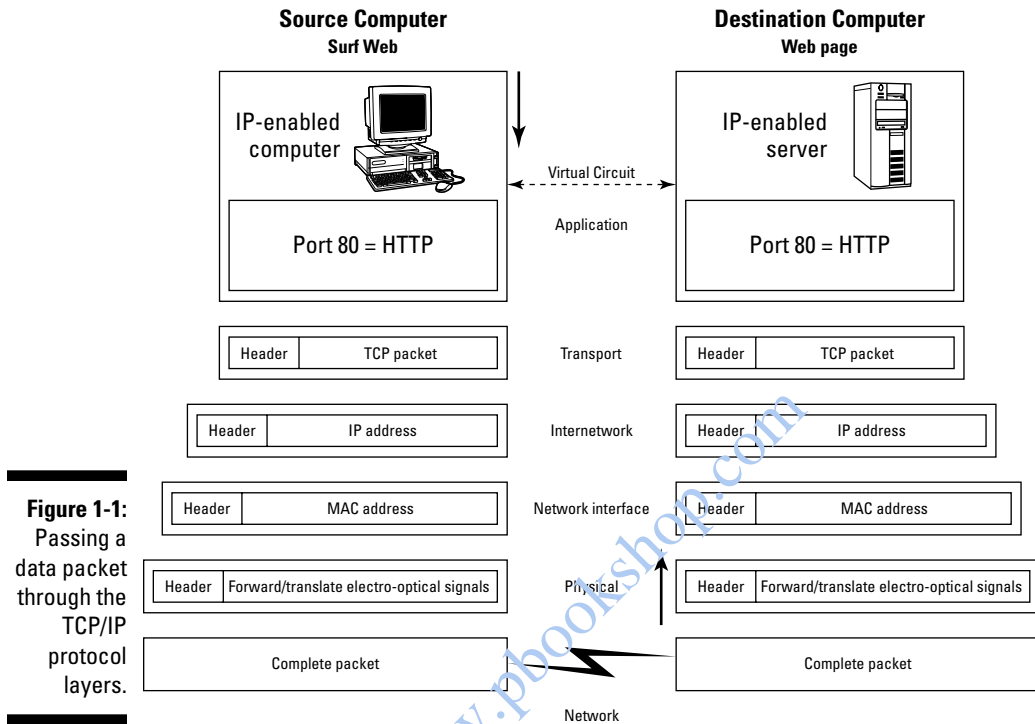 Source Computer
Surf Web
Destination Computer
Web page
IP-enabled
computer
IP-enabled
server
Virtual Circuit
Application
Port 80 = HTTP
Port 80 = HTTP
Header
TCP packet
Transport
Header
TCP packet
Header
IP address
Internetwork
Header
IP address
Header
MAC address
Network interface
Header
MAC address
Header
Forward/translate electro-optical signals
Physical
Header
Forward/translate electro-optical signals
Complete packet
Complete packet
Network
Figure 1-1:
Passing a
data packet
through the
TCP/IP
protocol
layers.
www.pbookshop.com